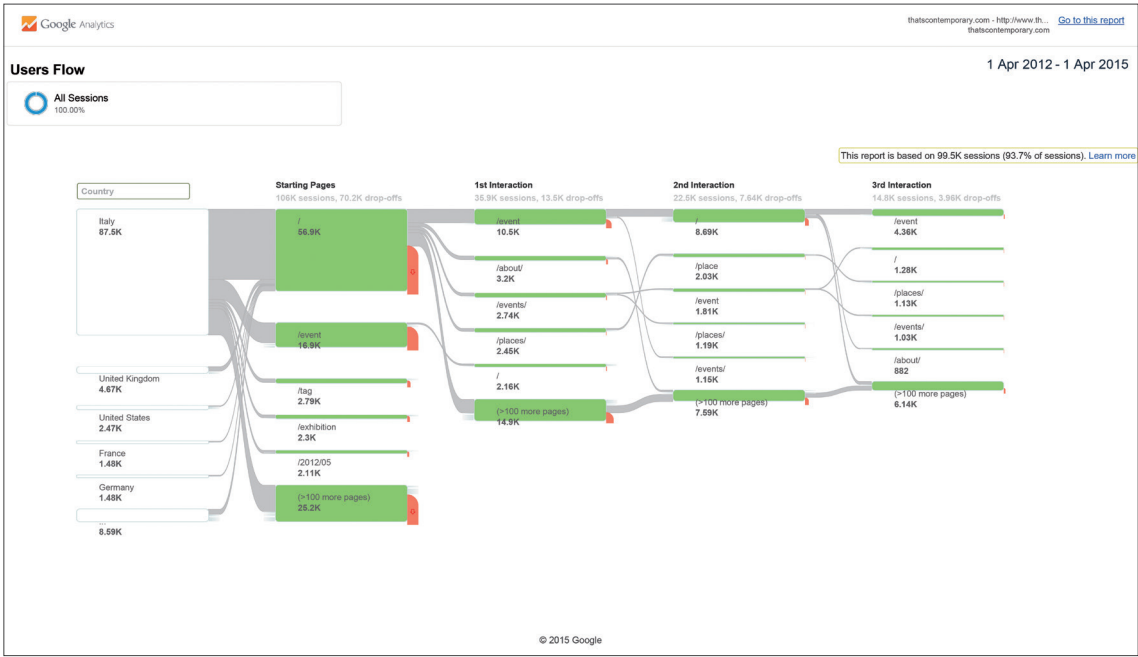 Google Analytics
thatscontemporary.com - http://www.th...
thatscontemporary.com
Go to this report
Users Flow
1 Apr 2012 - 1 Apr 2015
All Sessions
100.00%
This report is based on 99.5K sessions (93.7% of sessions). Learn more
Country
Italy
87.5K
United Kingdom
4.67K
United States
2.47K
France
1.48K
Germany
1.48K
...
8.59K
Starting Pages
106K sessions, 70.2K drop-offs
/
56.9K
/event
16.9K
/tag
2.79K
/exhibition
2.3K
/2012/05
2.11K
(>100 more pages)
25.2K
1st Interaction
35.9K sessions, 13.5K drop-offs
/event
10.5K
/about/
3.2K
/events/
2.74K
/places/
2.45K
/
2.16K
(>100 more pages)
14.9K
2nd Interaction
22.5K sessions, 7.64K drop-offs
/
8.69K
/place
2.03K
/event
1.81K
/places/
1.19K
/events/
1.15K
(>100 more pages)
7.59K
3rd Interaction
14.8K sessions, 3.96K drop-offs
/event
4.36K
/
1.28K
/places/
1.13K
/events/
1.03K
/about/
882
(>100 more pages)
6.14K
© 2015 Google